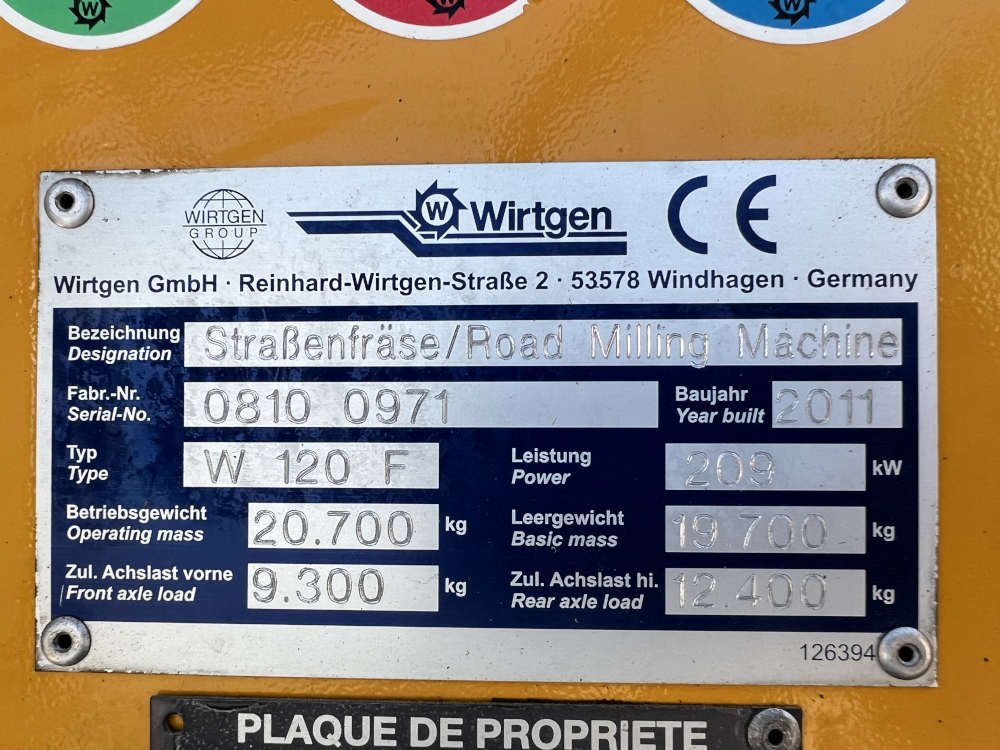 WIRTGEN
GROUP
W Wirtgen CE
Wirtgen GmbH · Reinhard-Wirtgen-Straße 2 · 53578 Windhagen · Germany
Bezeichnung
Designation
Straßenfräse/Road Milling Machine
Fabr.-Nr.
Serial-No.
0810 0971
Baujahr
Year built
2011
Typ
Type
W 120 F
Leistung
Power
209 kW
Betriebsgewicht
Operating mass
20.700 kg
Leergewicht
Basic mass
19.700 kg
Zul. Achslast vorne
Front axle load
9.300 kg
Zul. Achslast hi.
Rear axle load
12.400 kg
126394
PLAQUE DE PROPRIETE